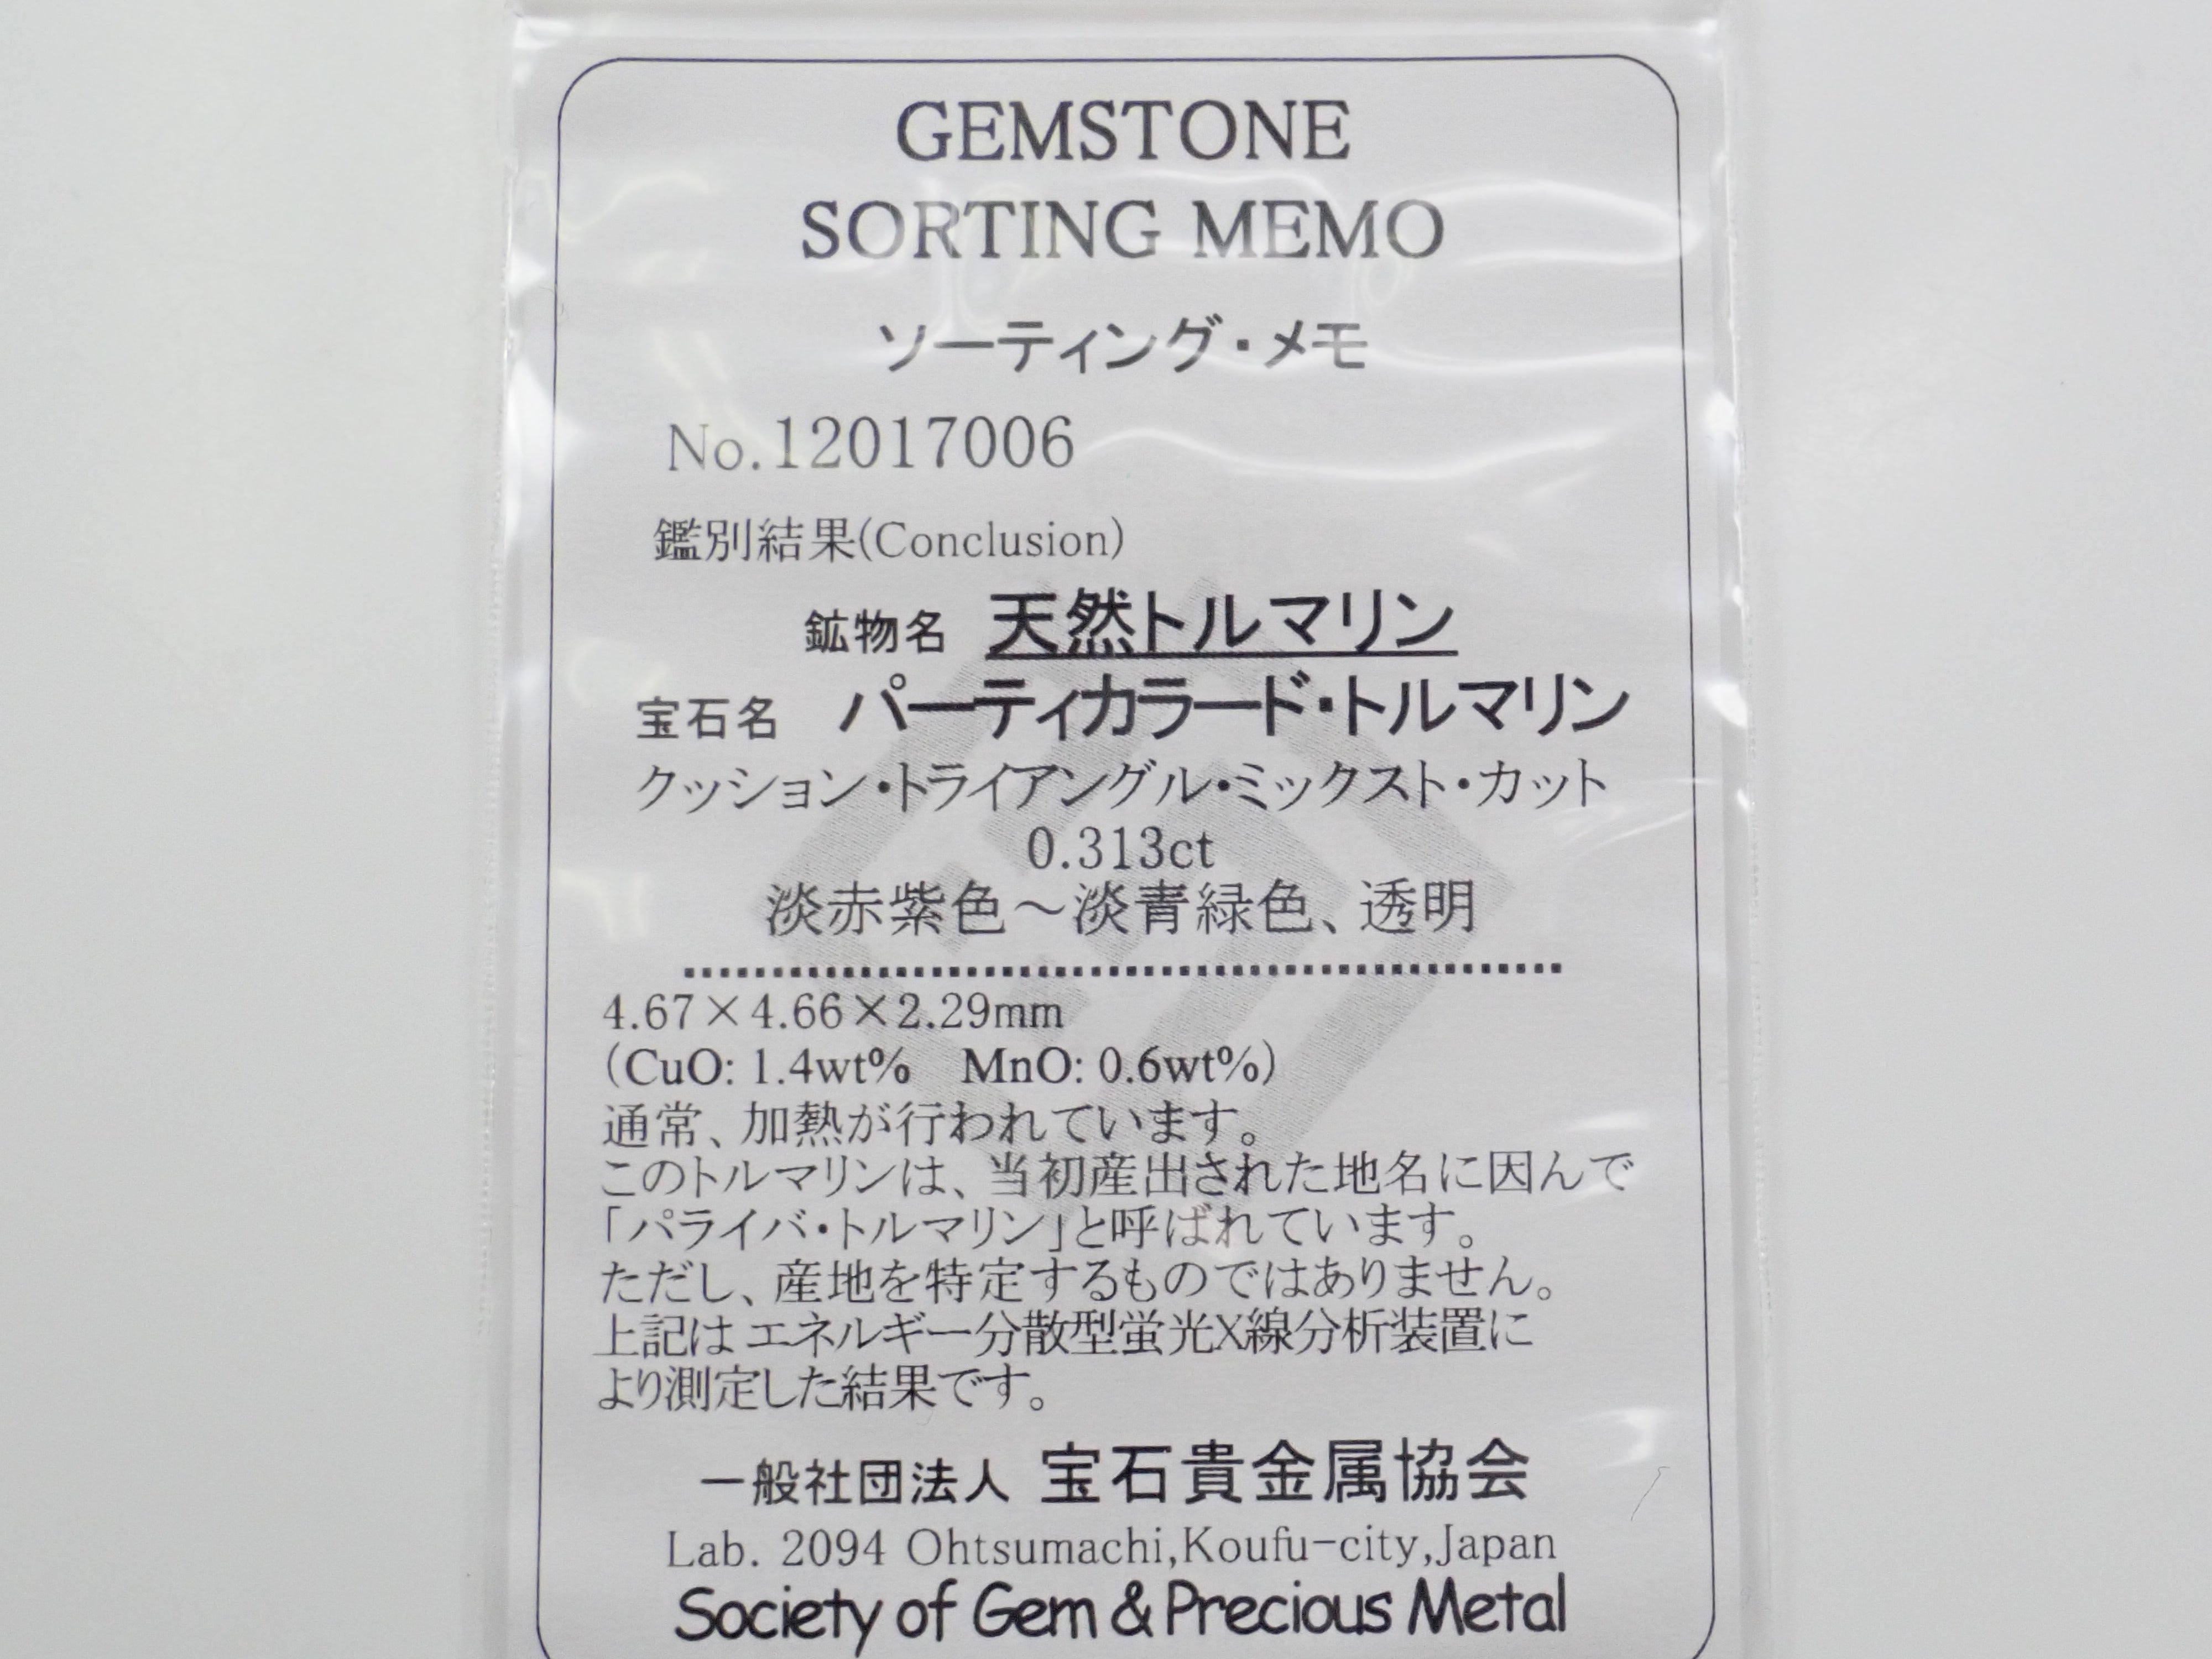 GEMSTONE
SORTING MEMO
ソーティング・メモ
No.12017006
鑑別結果(Conclusion)
鉱物名 天然トルマリン
宝石名 パーティカラード・トルマリン
クッション・トライアングル・ミックスト・カット
0.313ct
淡赤紫色～淡青緑色、透明
4.67×4.66×2.29mm
(CuO: 1.4wt% MnO: 0.6wt%)
通常、加熱が行われています。
このトルマリンは、当初産出された地名に因んで
「パライバ・トルマリン」と呼ばれています。
ただし、産地を特定するものではありません。
上記はエネルギー分散型蛍光X線分析装置に
より測定した結果です。
一般社団法人 宝石貴金属協会
Lab. 2094 Ohtsumachi,Koufu-city,Japan
Society of Gem & Precious Metal